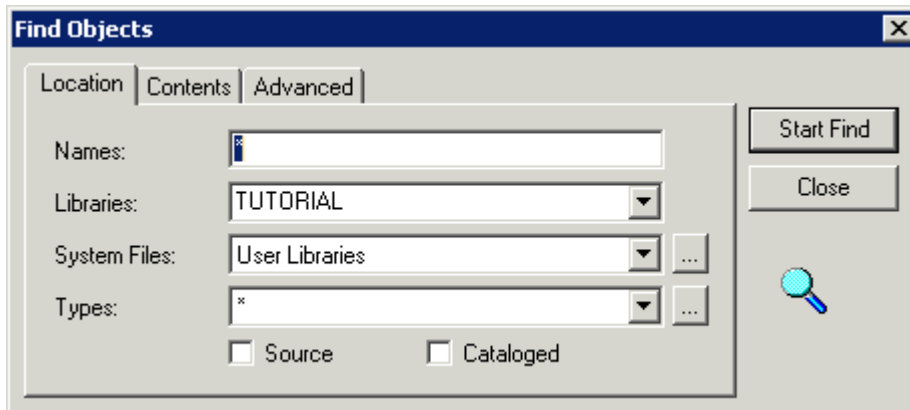 Find Objects
Location Contents Advanced
Names: *
Libraries: TUTORIAL
System Files: User Libraries ...
Types: * ...
Source Cataloged
Start Find
Close